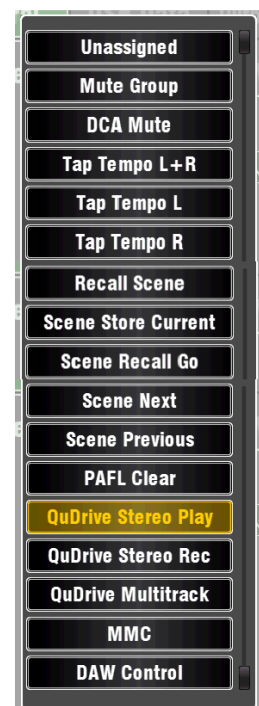 Unassigned
Mute Group
DCA Mute
Tap Tempo L+R
Tap Tempo L
Tap Tempo R
Recall Scene
Scene Store Current
Scene Recall Go
Scene Next
Scene Previous
PAFL Clear
QuDrive Stereo Play
QuDrive Stereo Rec
QuDrive Multitrack
MMC
DAW Control